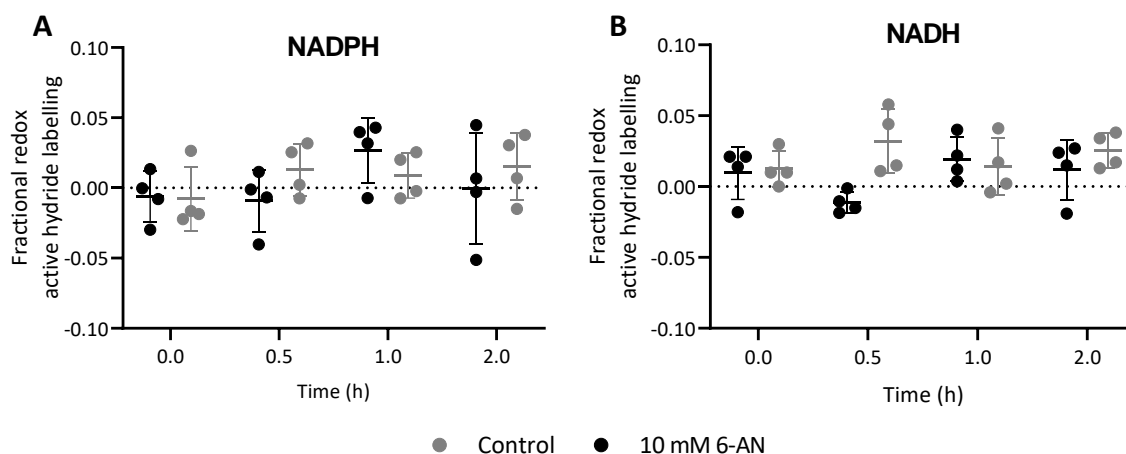 A
NADPH
Fractional redox
active hydride labelling
0.10
0.05
0.00
-0.05
-0.10
0.0
0.5
1.0
2.0
Time (h)
B
NADH
Fractional redox
active hydride labelling
0.10
0.05
0.00
-0.05
-0.10
0.0
0.5
1.0
2.0
Time (h)
Control
10 mM 6-AN